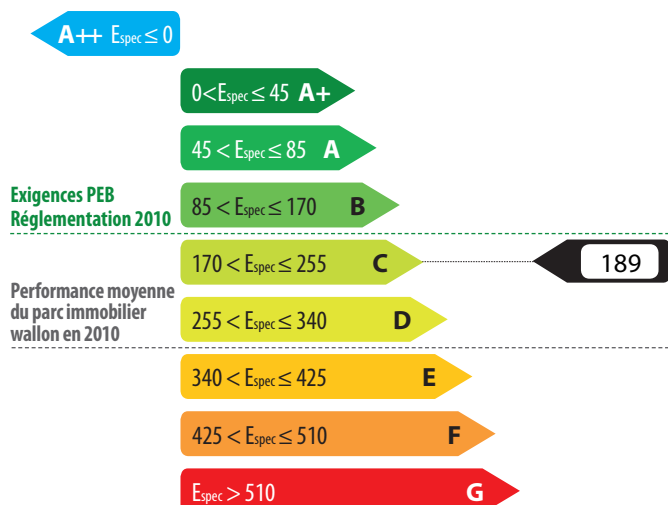 A++ Espec ≤ 0
0<Espec ≤ 45 A+
45 < Espec ≤ 85 A
Exigences PEB
Réglementation 2010
85 < Espec ≤ 170 B
170 < Espec ≤ 255 C
189
Performance moyenne
du parc immobilier
wallon en 2010
255 < Espec ≤ 340 D
340 < Espec ≤ 425 E
425 < Espec ≤ 510 F
Espec > 510 G